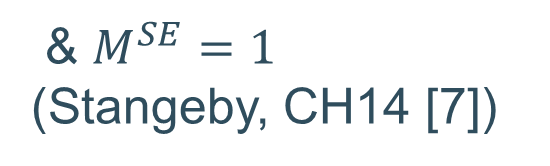 & M^{SE} = 1
(Stangeby, CH14 [7])